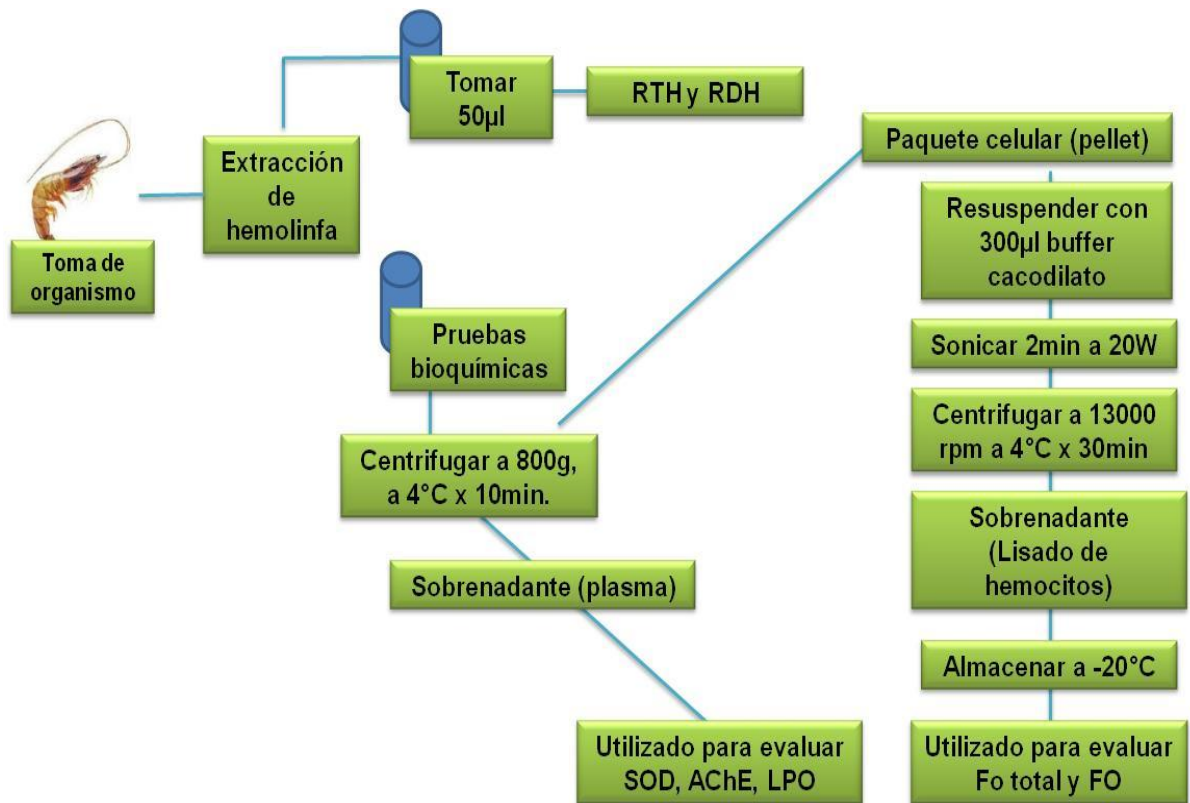 Toma de
organismo
Extracción
de
hemolinfa
Tomar
50µl
RTH y RDH
Pruebas
bioquímicas
Centrifugar a 800g,
a 4°C x 10min.
Sobrenadante (plasma)
Utilizado para evaluar
SOD, AChE, LPO
Paquete celular (pellet)
Resuspender con
300µl buffer
cacodilato
Sonicar 2min a 20W
Centrifugar a 13000
rpm a 4°C x 30min
Sobrenadante
(Lisado de
hemocitos)
Almacenar a -20°C
Utilizado para evaluar
Fo total y FO